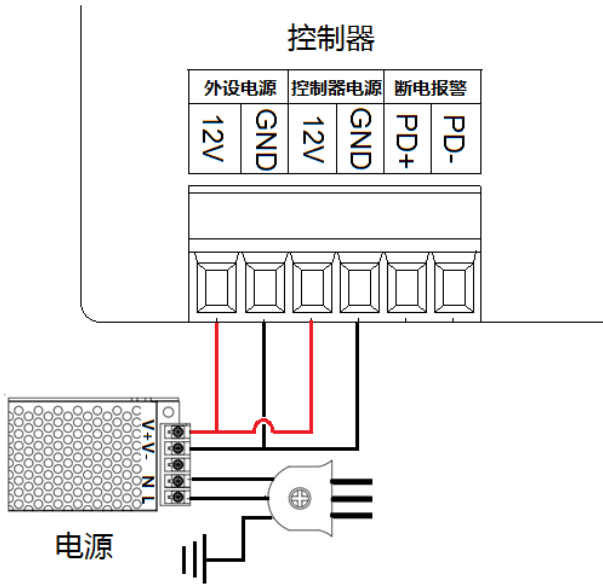 控制器
外设电源 控制器电源 断电报警
12V GND 12V GND PD+ PD-
V+
V-
N
L
电源